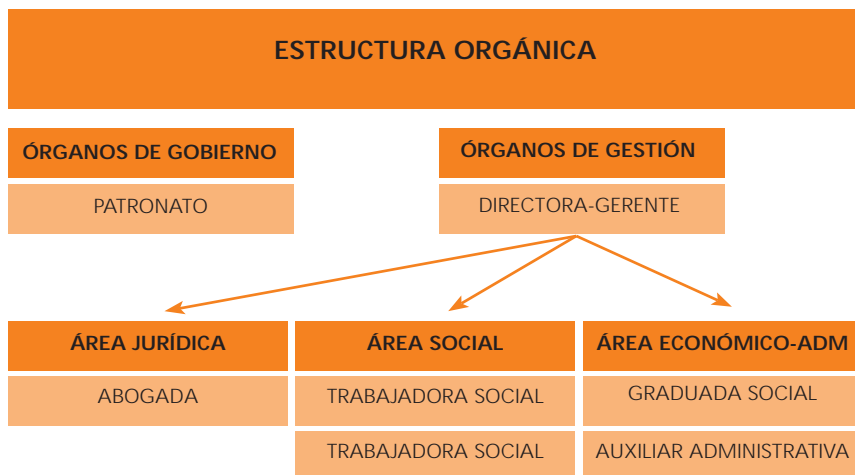 ESTRUCTURA ORGÁNICA
ÓRGANOS DE GOBIERNO
PATRONATO
ÓRGANOS DE GESTIÓN
DIRECTORA-GERENTE
ÁREA JURÍDICA
ABOGADA
ÁREA SOCIAL
TRABAJADORA SOCIAL
TRABAJADORA SOCIAL
ÁREA ECONÓMICO-ADM
GRADUADA SOCIAL
AUXILIAR ADMINISTRATIVA